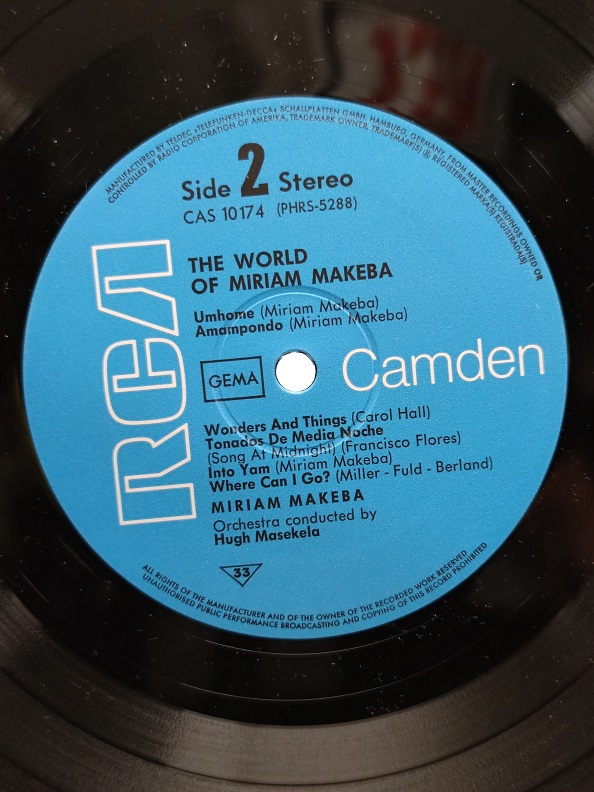 MANUFACTURED BY TELDEC »TELEFUNKEN-DECCA« SCHALLPLATTEN GMBH, HAMBURG, GERMANY, FROM MASTER RECORDINGS OWNED OR
CONTROLLED BY RADIO CORPORATION OF AMERIKA, TRADEMARK OWNER, TRADEMARK(S) ® REGISTERED MARKA(S) REGISTRADA(S)
Side 2 Stereo
CAS 10174 (PHRS-5288)
THE WORLD
OF MIRIAM MAKEBA
Umhome (Miriam Makeba)
Amampondo (Miriam Makeba)
RCA
GEMA
Camden
Wonders And Things (Carol Hall)
Tonados De Media Noche
(Song At Midnight) (Francisco Flores)
Into Yam (Miriam Makeba)
Where Can I Go? (Miller - Fuld - Berland)
MIRIAM MAKEBA
Orchestra conducted by
Hugh Masekela
33
ALL RIGHTS OF THE MANUFACTURER AND OF THE OWNER OF THE RECORDED WORK RESERVED
UNAUTHORISED PUBLIC PERFORMANCE BROADCASTING AND COPYING OF THIS RECORD PROHIBITED